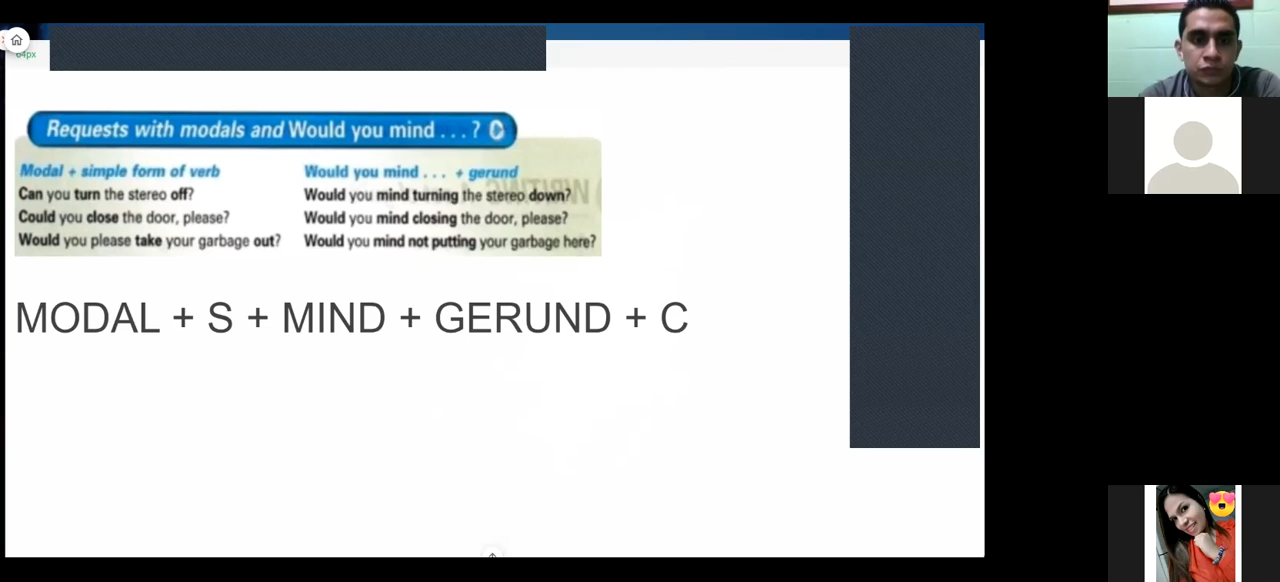 64px
Requests with modals and Would you mind . . . ?
Modal + simple form of verb
Can you turn the stereo off?
Could you close the door, please?
Would you please take your garbage out?
Would you mind . . . + gerund
Would you mind turning the stereo down?
Would you mind closing the door, please?
Would you mind not putting your garbage here?
MODAL + S + MIND + GERUND + C